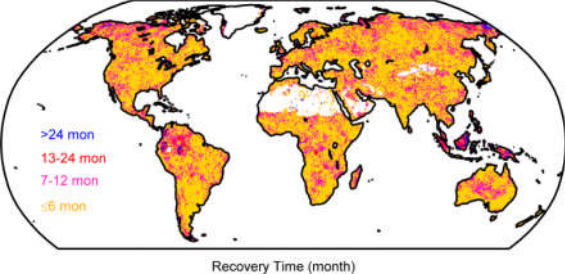 >24 mon
13-24 mon
7-12 mon
≤6 mon
Recovery Time (month)